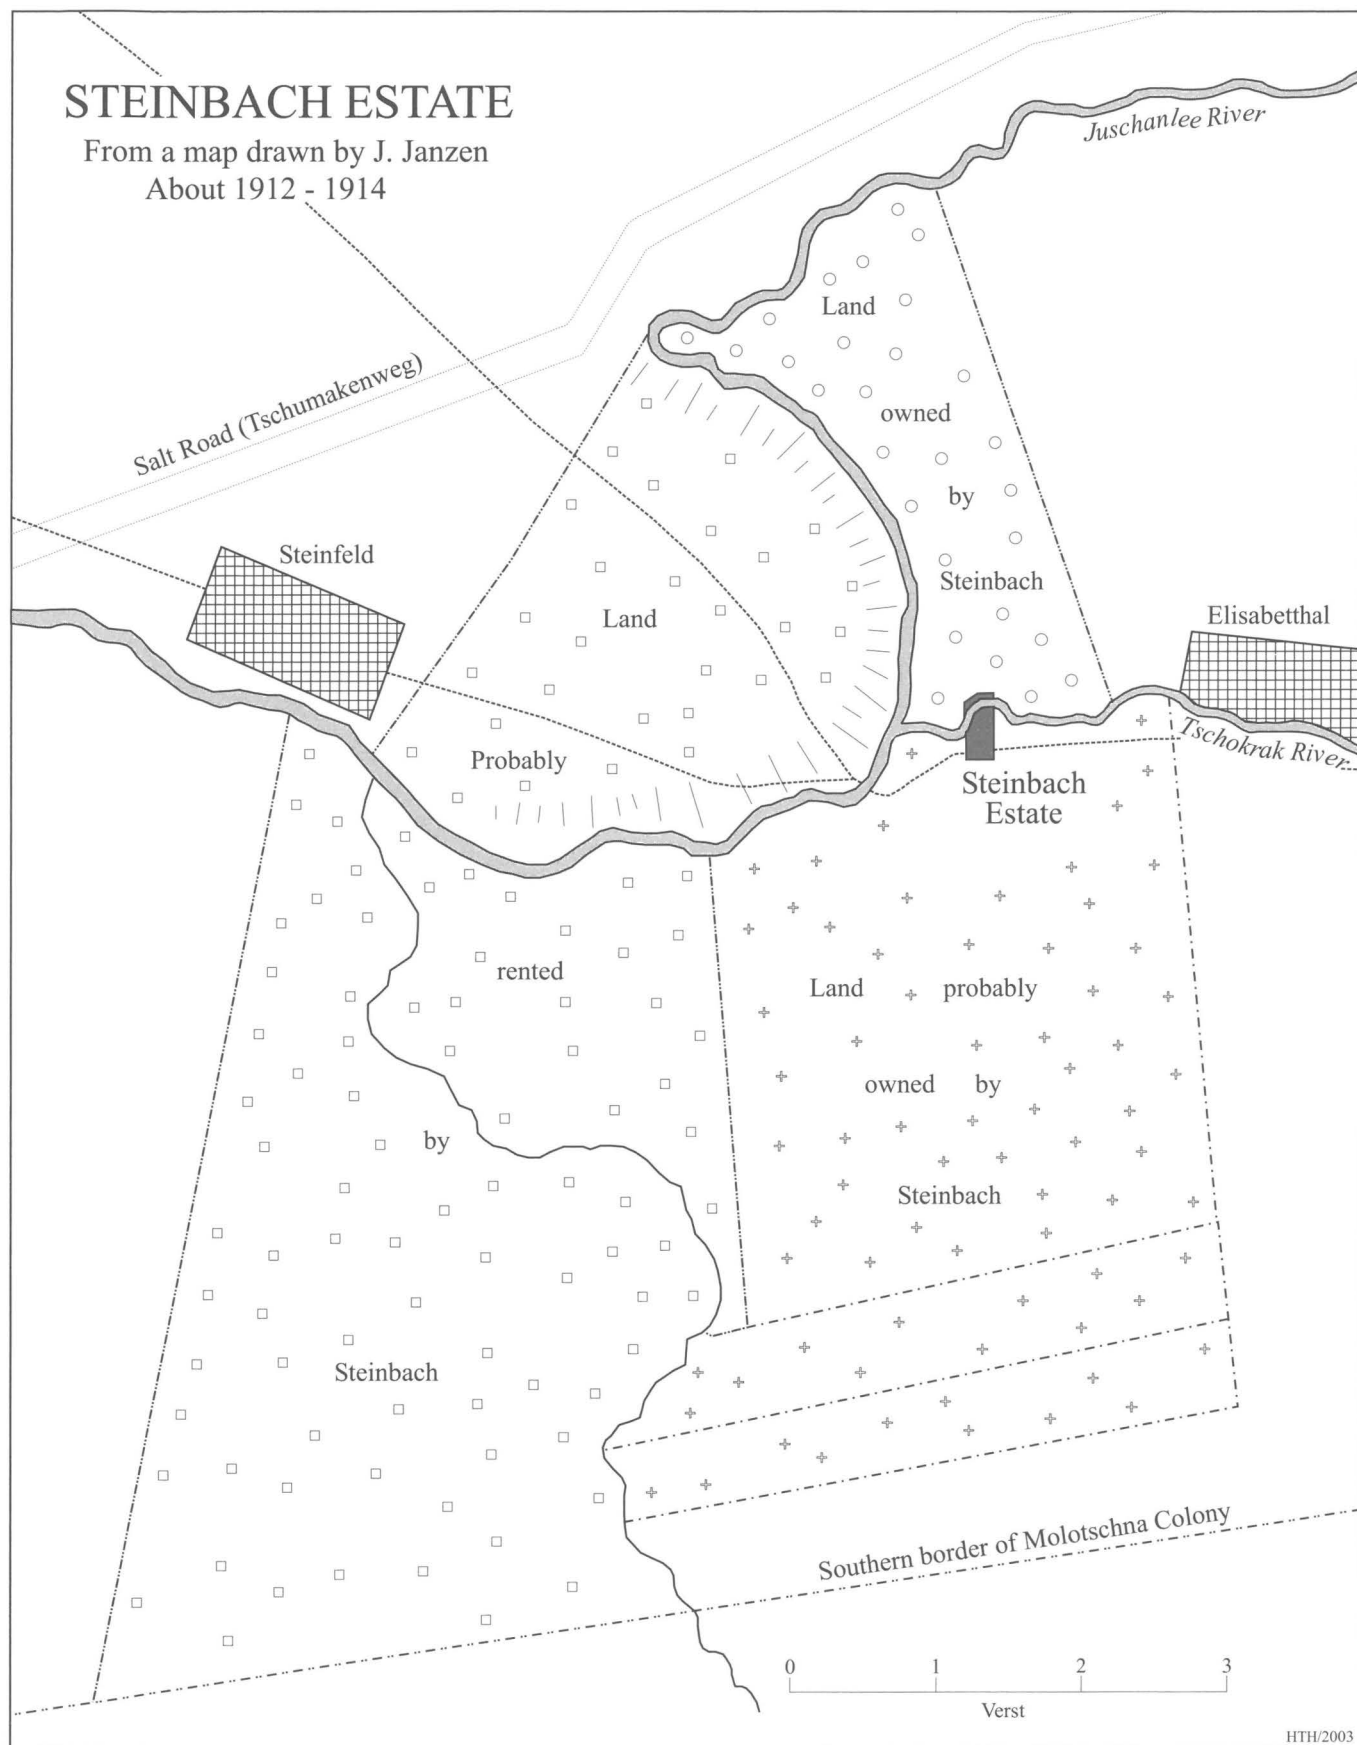 STEINBACH ESTATE
From a map drawn by J. Janzen
About 1912 - 1914
Juschanlee River
Salt Road (Tschumakenweg)
Land
owned
by
Steinbach
Steinfeld
Land
Probably
Elisabetthal
Tschokrak River
Steinbach
Estate
rented
by
Steinbach
Land probably
owned by
Steinbach
Southern border of Molotschna Colony
0 1 2 3
Verst
HTH/2003